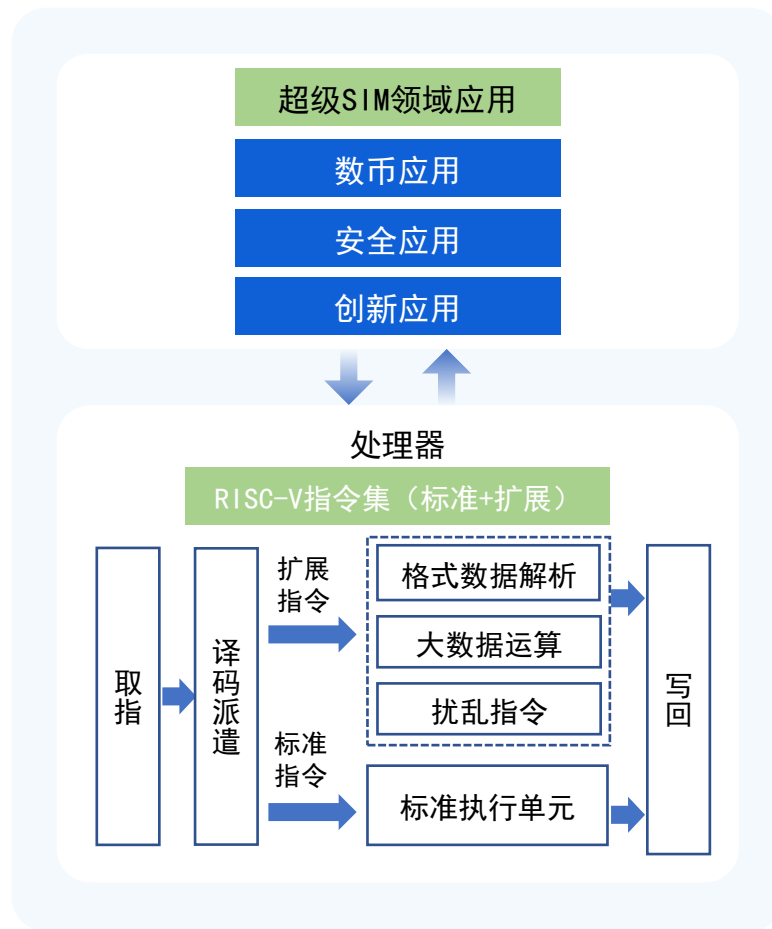 超级SIM领域应用
数币应用
安全应用
创新应用
处理器
RISC-V指令集（标准+扩展）
取指
译码派遣
扩展
指令
格式数据解析
大数据运算
扰乱指令
标准
指令
标准执行单元
写回